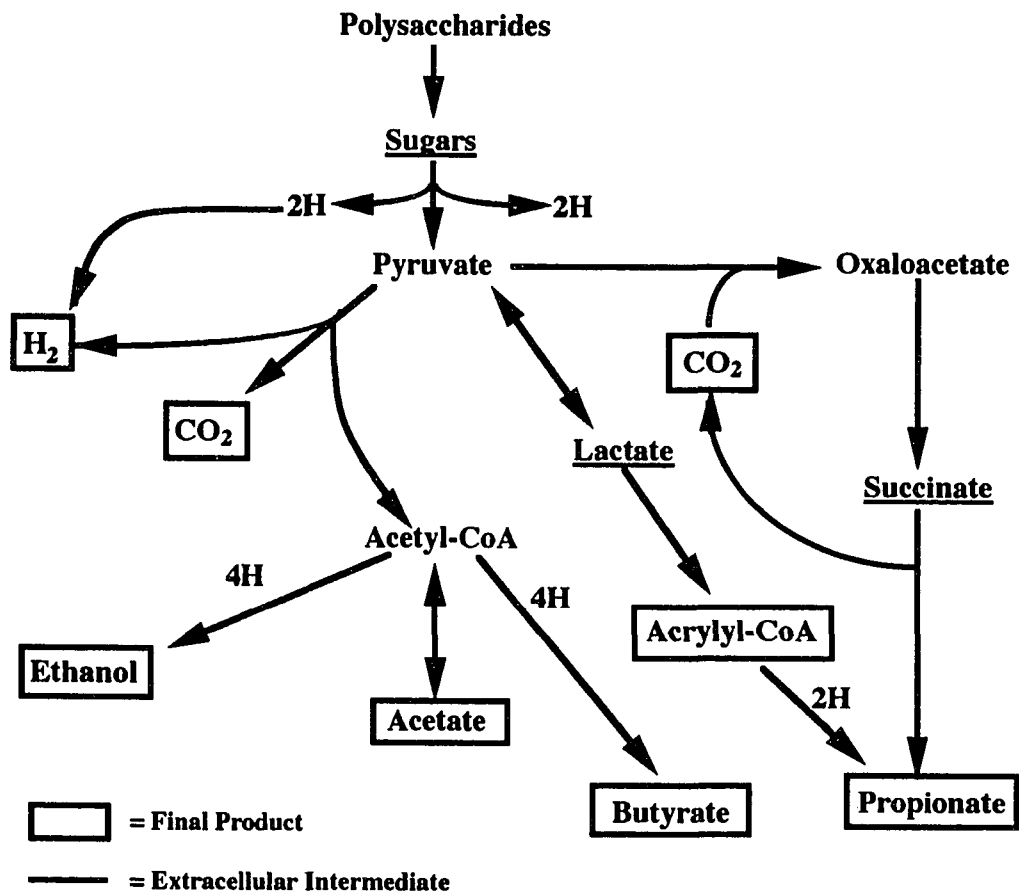 Polysaccharides
Sugars
2H
2H
Pyruvate
Oxaloacetate
H₂
CO₂
CO₂
Lactate
Succinate
Acetyl-CoA
4H
4H
Acrylyl-CoA
Ethanol
2H
Acetate
Butyrate
Propionate
= Final Product
= Extracellular Intermediate